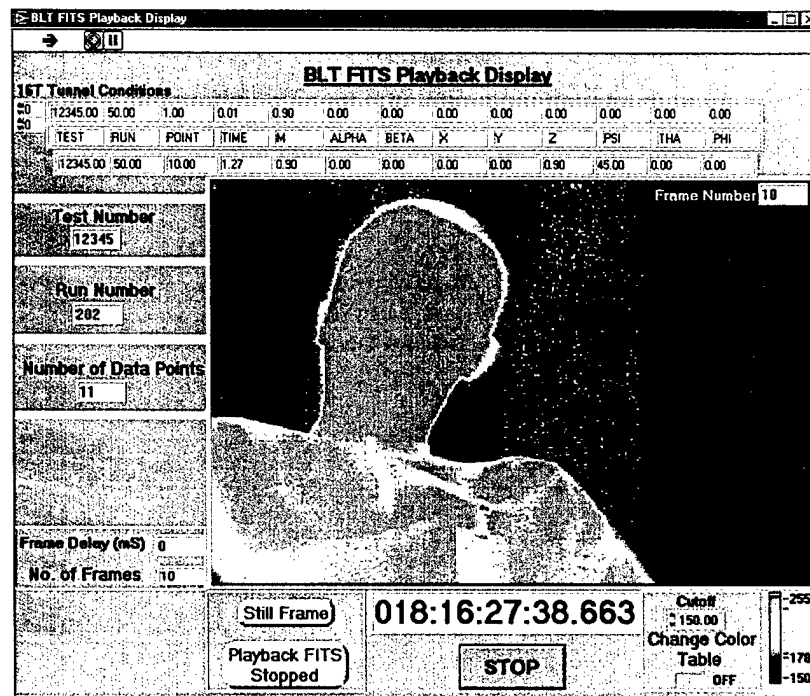 BLT FITS Playback Display
BLT FITS Playback Display
16T Tunnel Conditions
0 12345.00 50.00 1.00 0.01 0.90 0.00 0.00 0.00 0.00 0.00 0.00 0.00 0.00
TEST RUN POINT TIME M ALPHA BETA X Y Z PSI THA PHI
12345.00 50.00 10.00 1.27 0.90 0.00 0.00 0.00 0.00 0.90 45.00 0.00 0.00
Frame Number 10
Test Number
12345
Run Number
202
Number of Data Points
11
Frame Delay (mS) 0
No. of Frames 10
Still Frame
Playback FITS
Stopped
018:16:27:38.663
STOP
Cutoff
150.00
Change Color
Table
OFF
255
178
150